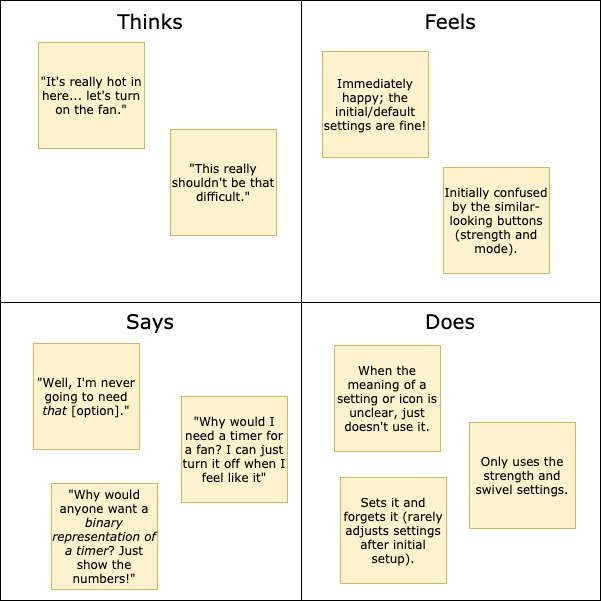 Thinks
"It's really hot in
here... let's turn
on the fan."
"This really
shouldn't be that
difficult."
Feels
Immediately
happy; the
initial/default
settings are fine!
Initially confused
by the similar-
looking buttons
(strength and
mode).
Says
"Well, I'm never
going to need
that [option]."
"Why would I
need a timer for
a fan? I can just
turn it off when I
feel like it"
"Why would
anyone want a
binary
representation of
a timer? Just
show the
numbers!"
Does
When the
meaning of a
setting or icon is
unclear, just
doesn't use it.
Only uses the
strength and
swivel settings.
Sets it and
forgets it (rarely
adjusts settings
after initial
setup).